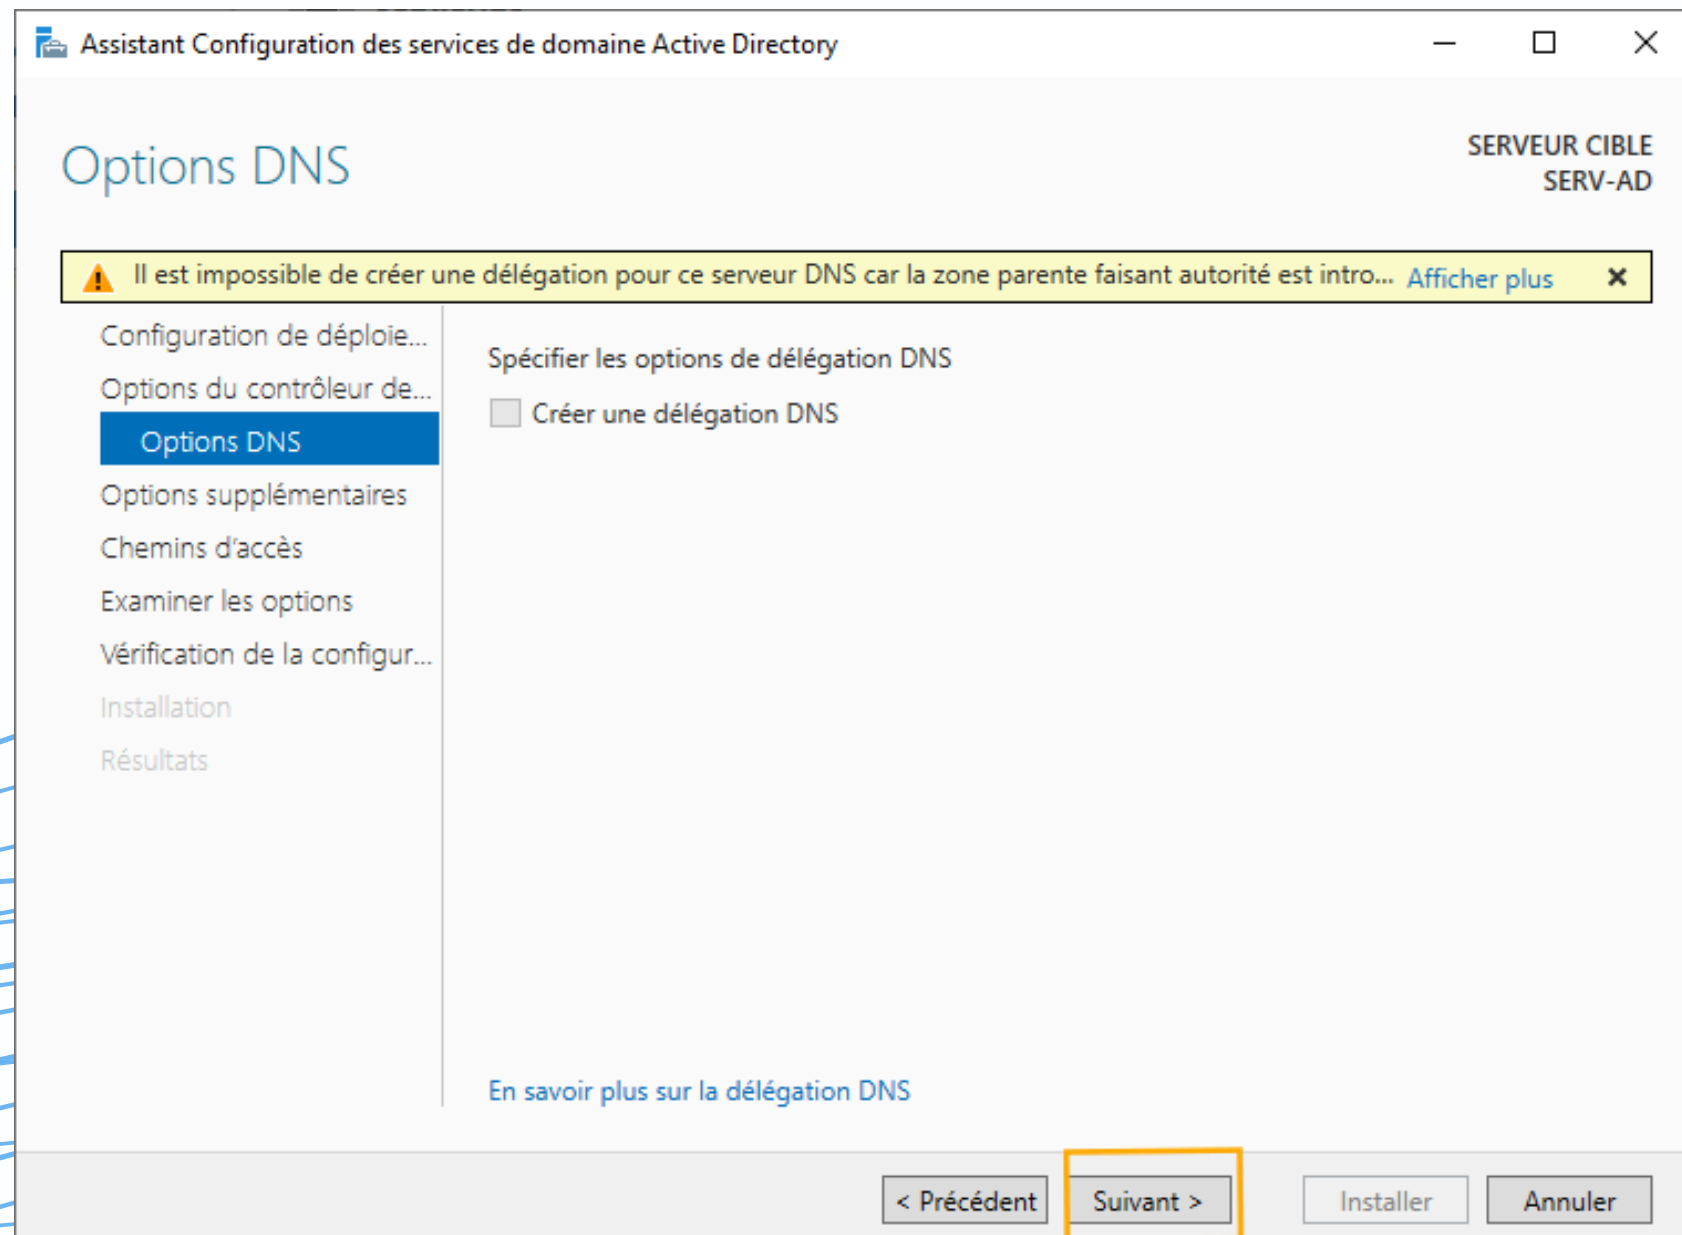 Assistant Configuration des services de domaine Active Directory
Options DNS
SERVEUR CIBLE
SERV-AD
Il est impossible de créer une délégation pour ce serveur DNS car la zone parente faisant autorité est intro... Afficher plus
Configuration de déploie...
Options du contrôleur de...
Options DNS
Options supplémentaires
Chemins d'accès
Examiner les options
Vérification de la configur...
Installation
Résultats
Spécifier les options de délégation DNS
Créer une délégation DNS
En savoir plus sur la délégation DNS
< Précédent
Suivant >
Installer
Annuler